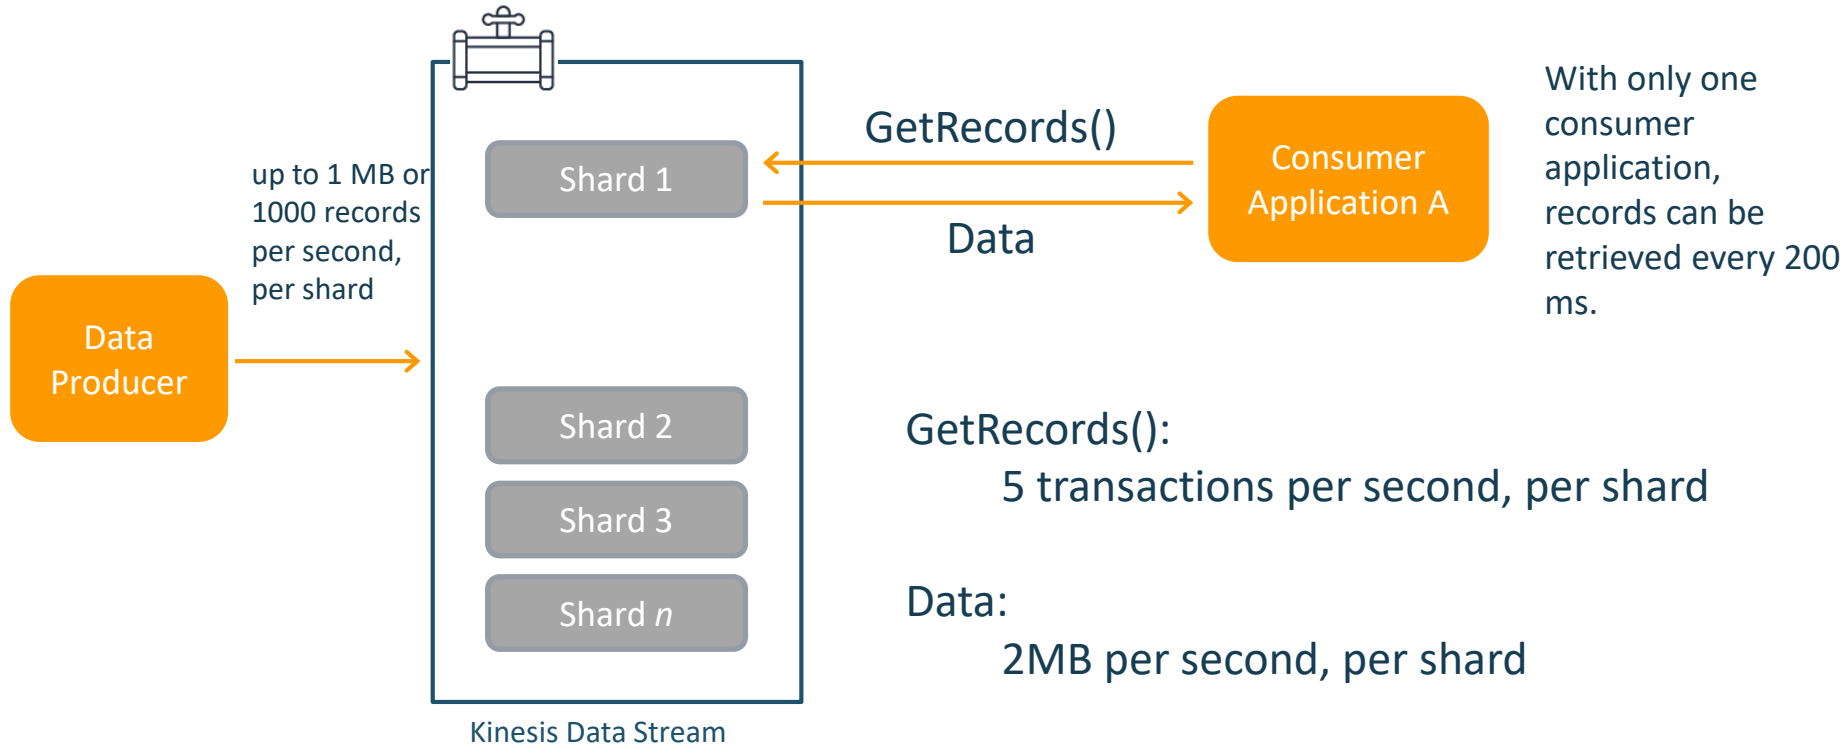 Data
Producer
up to 1 MB or
1000 records
per second,
per shard
Shard 1
Shard 2
Shard 3
Shard n
Kinesis Data Stream
GetRecords()
Data
Consumer
Application A
With only one
consumer
application,
records can be
retrieved every 200
ms.
GetRecords():
5 transactions per second, per shard
Data:
2MB per second, per shard